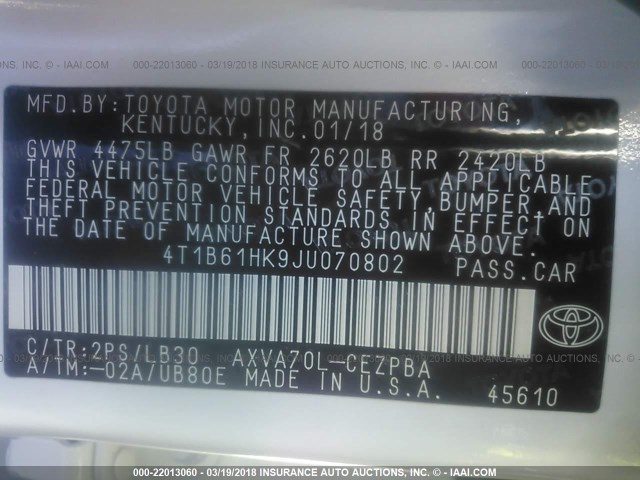 000-22013060 - 03/19/2018 INSURANCE AUTO AUCTIONS, INC. - © IAAI.COM
MFD.BY:TOYOTA MOTOR MANUFACTURING,
KENTUCKY,INC.01/18
GVWR 4475LB GAWR FR 2620LB RR 2420LB
THIS VEHICLE CONFORMS TO ALL APPLICABLE
FEDERAL MOTOR VEHICLE SAFETY,BUMPER,AND
THEFT PREVENTION STANDARDS IN EFFECT ON
THE DATE OF MANUFACTURE SHOWN ABOVE.
4T1B61HK9JU070802 PASS.CAR
C/TR:2PS/LB30 AXVA70L-CEZPBA
A/TM:-02A/UB80E MADE IN U.S.A. 45610
000-22013060 - 03/19/2018 INSURANCE AUTO AUCTIONS, INC. - © IAAI.COM